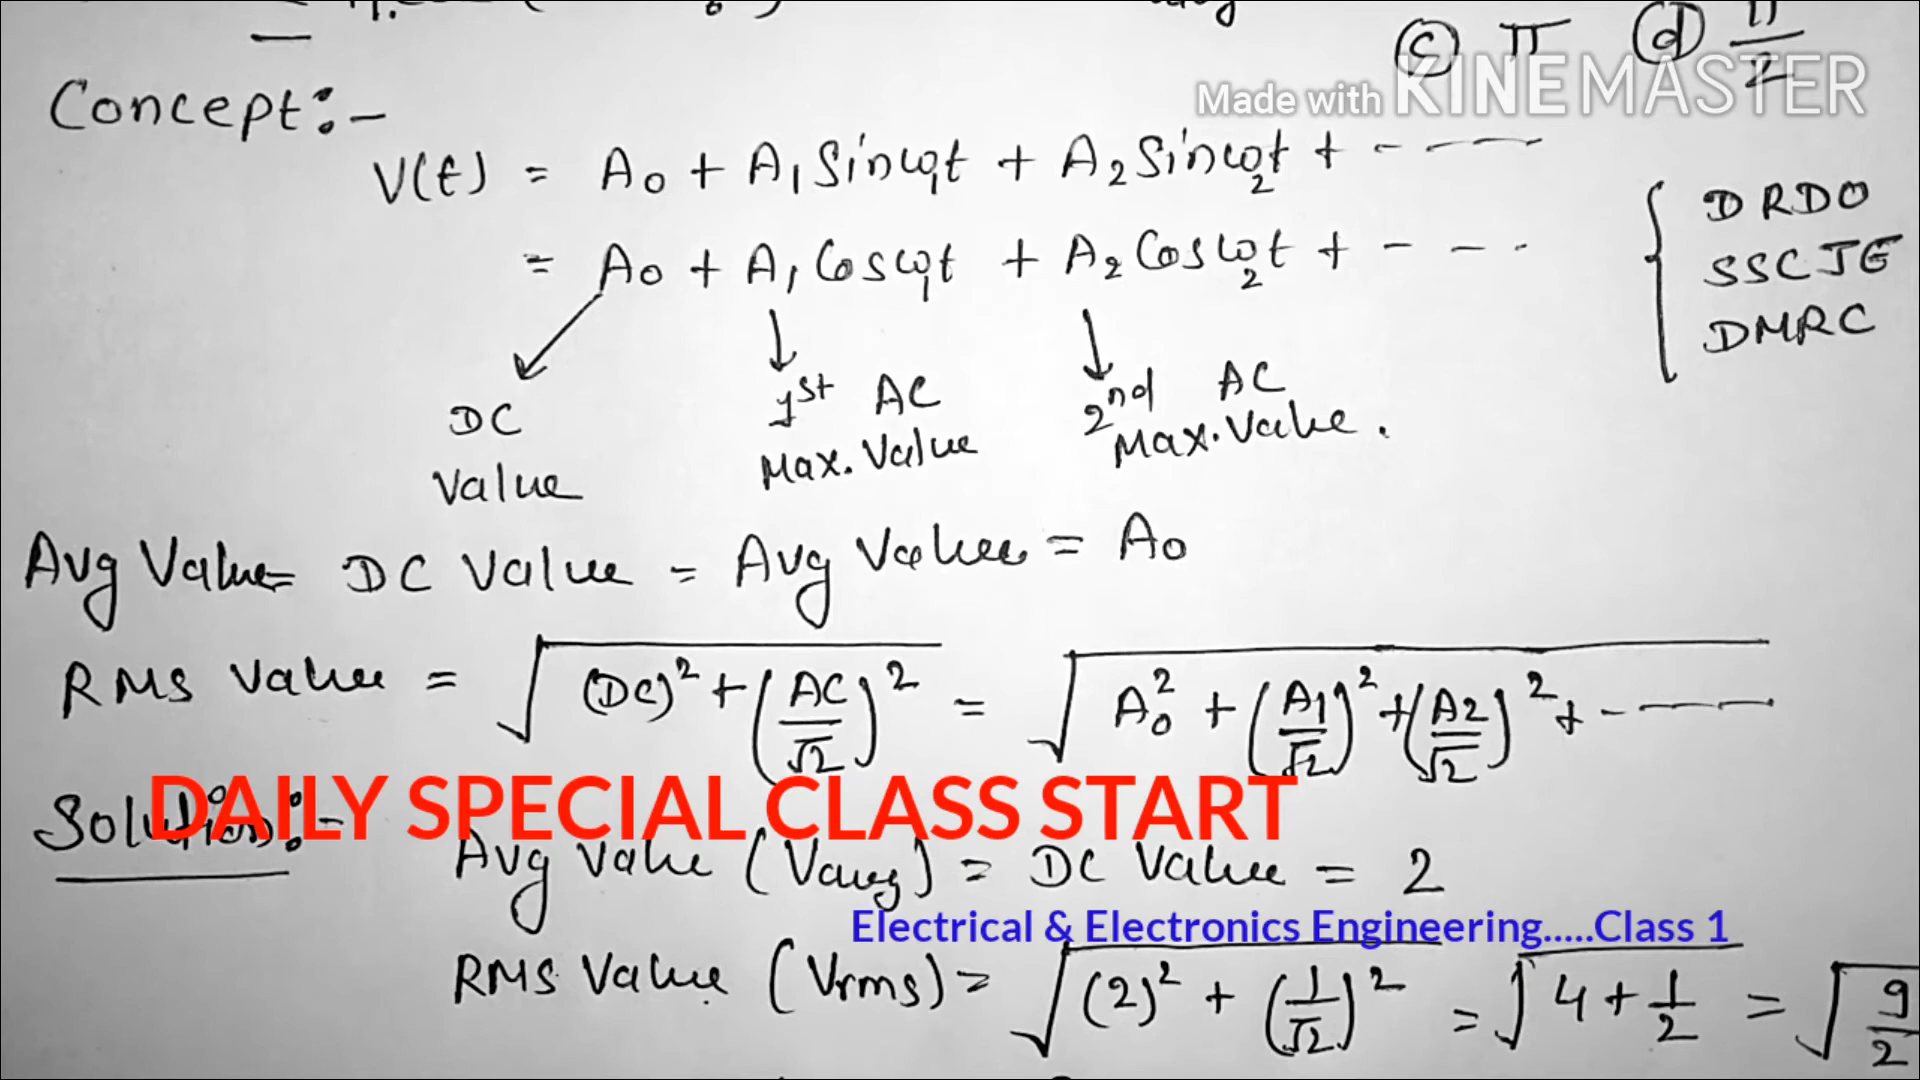 Ⓒ π ⓓ π/2
Made with KINEMASTER
Concept:-
V(t) = A₀ + A₁ Sinω₁t + A₂ Sinω₂t + - - - -
= A₀ + A₁ Cosω₁t + A₂ Cosω₂t + - - -
DRDO
SSCJE
DMRC
DC Value
1st AC Max. Value
2nd AC Max. Value.
Avg Value = DC Value = Avg Value = A₀
RMS Value = √((DC)² + (AC/√2)²) = √(A₀² + (A₁/√2)² + (A2/√2)² + - - - -)
DAILY SPECIAL CLASS START
Solution:-
Avg Value (Vavg) = DC Value = 2
Electrical & Electronics Engineering.....Class 1
RMS Value (Vrms) = √((2)² + (1/√2)²) = √(4 + 1/2) = √(9/2)